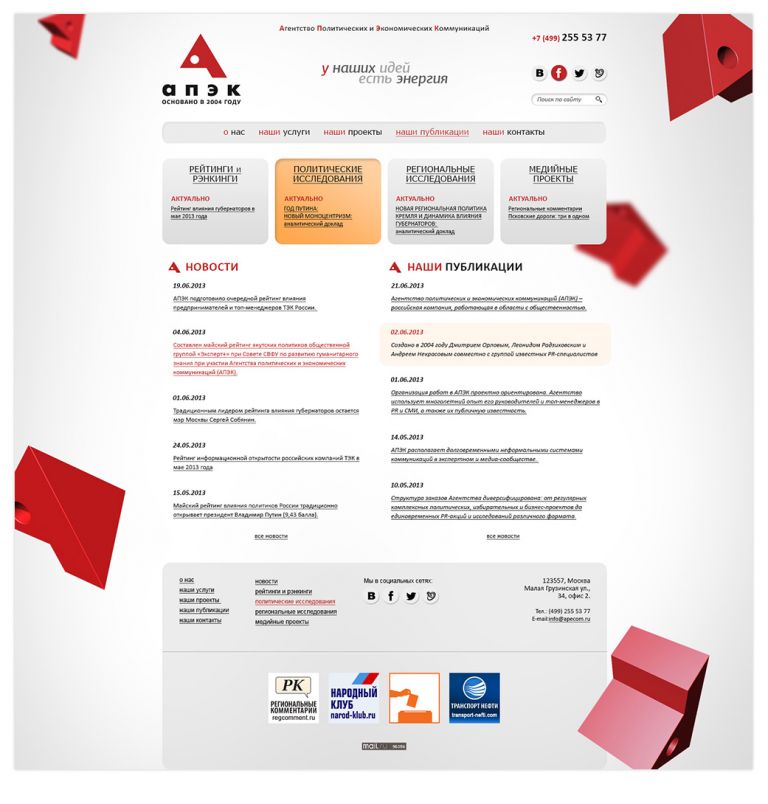 Агентство Политических и Экономических Коммуникаций
+7 (499) 255 53 77
у наших идей
есть энергия
апэк
ОСНОВАНО В 2004 ГОДУ
Поиск по сайту
о нас
наши услуги
наши проекты
наши публикации
наши контакты
РЕЙТИНГИ и
РЭНКИНГИ
АКТУАЛЬНО
Рейтинг влияния губернаторов в
мае 2013 года
ПОЛИТИЧЕСКИЕ
ИССЛЕДОВАНИЯ
АКТУАЛЬНО
ГОД ПУТИНА:
НОВЫЙ МОНОЦЕНТРИЗМ:
аналитический доклад
РЕГИОНАЛЬНЫЕ
ИССЛЕДОВАНИЯ
АКТУАЛЬНО
НОВАЯ РЕГИОНАЛЬНАЯ ПОЛИТИКА
КРЕМЛЯ И ДИНАМИКА ВЛИЯНИЯ
ГУБЕРНАТОРОВ:
аналитический доклад
МЕДИЙНЫЕ
ПРОЕКТЫ
АКТУАЛЬНО
Региональные комментарии
Псковские дороги: три в одном
НОВОСТИ
19.06.2013
АПЭК подготовило очередной рейтинг влияния
предпринимателей и топ-менеджеров ТЭК России.
04.06.2013
Составлен майский рейтинг якутских политиков общественной
группой «Эксперт+» при Совете СВФУ по развитию гуманитарного
знания при участии Агентства политических и экономических
коммуникаций (АПЭК).
01.06.2013
Традиционным лидером рейтинга влияния губернаторов остается
мэр Москвы Сергей Собянин.
24.05.2013
Рейтинг информационной открытости российских компаний ТЭК в
мае 2013 года
15.05.2013
Майский рейтинг влияния политиков России традиционно
открывает президент Владимир Путин (9,43 балла).
все новости
НАШИ ПУБЛИКАЦИИ
21.06.2013
Агентство политических и экономических коммуникаций (АПЭК) –
российская компания, работающая в области с общественностью.
02.06.2013
Создано в 2004 году Дмитрием Орловым, Леонидом Радзиховским и
Андреем Некрасовым совместно с группой известных PR-специалистов
01.06.2013
Организация работ в АПЭК проектно ориентирована. Агентство
использует многолетний опыт его руководителей и топ-менеджеров в
PR и СМИ, а также их публичную известность.
14.05.2013
АПЭК располагает долговременными неформальными системами
коммуникаций в экспертном и медиа-сообществе.
10.05.2013
Структура заказов Агентства диверсифицирована: от регулярных
комплексных политических, избирательных и бизнес-проектов до
единовременных PR-акций и исследований различного формата.
все новости
о нас
наши услуги
наши проекты
наши публикации
наши контакты
новости
рейтинги и рэнкинги
политические исследования
региональные исследования
медийные проекты
Мы в социальных сетях:
123557, Москва
Малая Грузинская ул.,
34, офис 2.
Тел.: (499) 255 53 77
E-mail:info@apecom.ru
РК
РЕГИОНАЛЬНЫЕ
КОММЕНТАРИИ
regcomment.ru
НАРОДНЫЙ
КЛУБ
narod-klub.ru
ТРАНСПОРТ НЕФТИ
transport-nefti.com
mail.ru